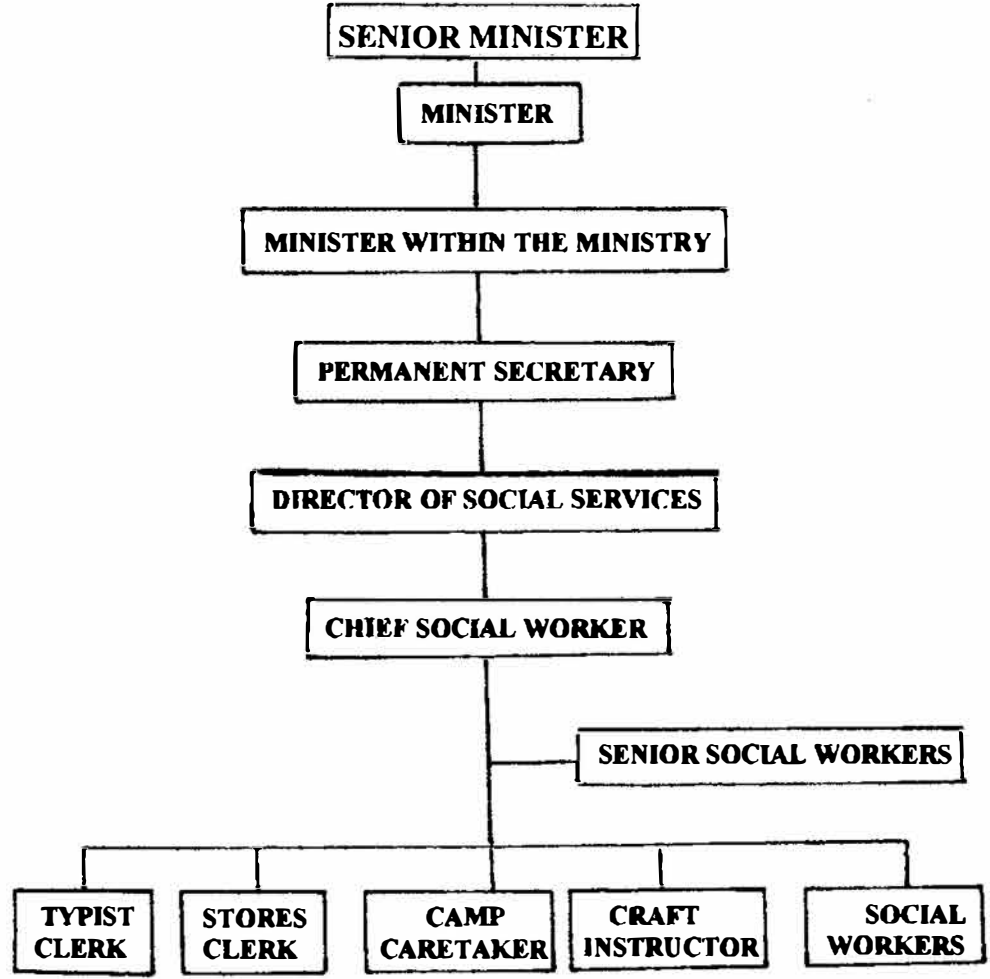 SENIOR MINISTER
MINISTER
MINISTER WITHIN THE MINISTRY
PERMANENT SECRETARY
DIRECTOR OF SOCIAL SERVICES
CHIEF SOCIAL WORKER
SENIOR SOCIAL WORKERS
TYPIST
CLERK
STORES
CLERK
CAMP
CARETAKER
CRAFT
INSTRUCTOR
SOCIAL
WORKERS